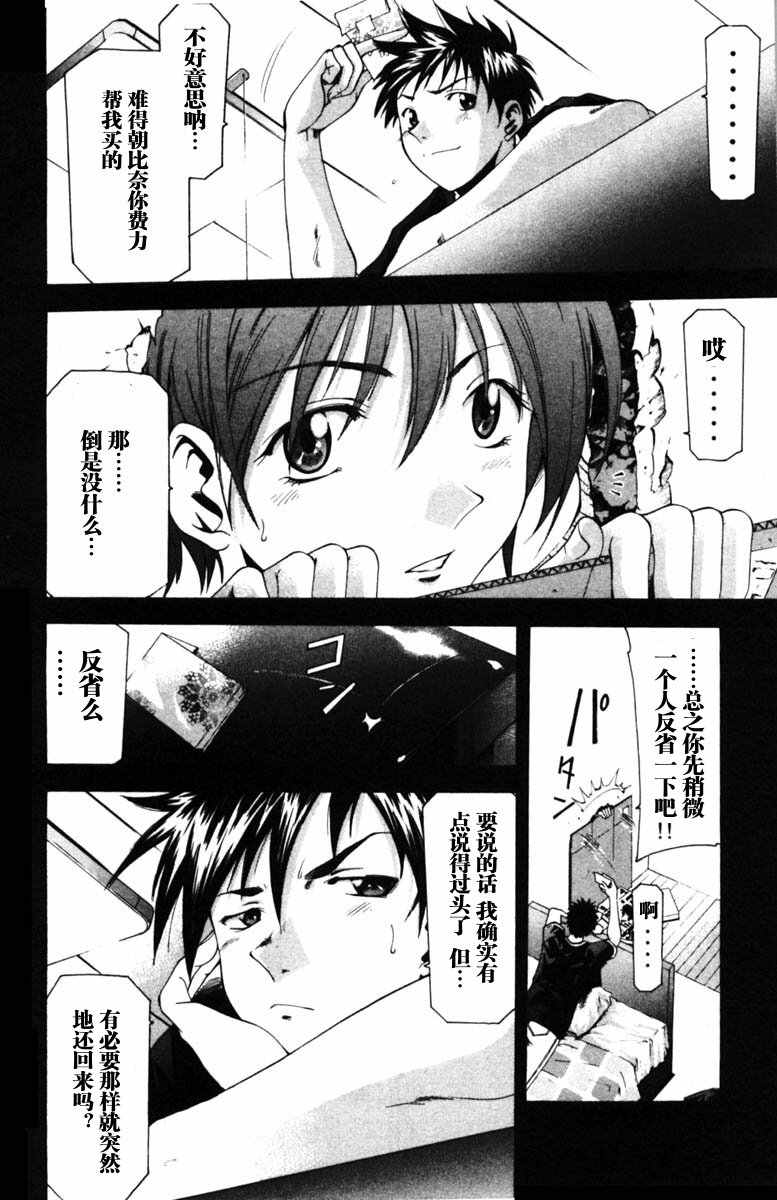 ………
不好意思呐…
难得朝比奈你费力
帮我买的
哎……
那……
倒是没什么…
……总之你先稍微
一个人反省一下吧!!
パタ
啊……
反省么
……
要说的话 我确实有
点说得过头了 但…
有必要那样就突然
地还回来吗？